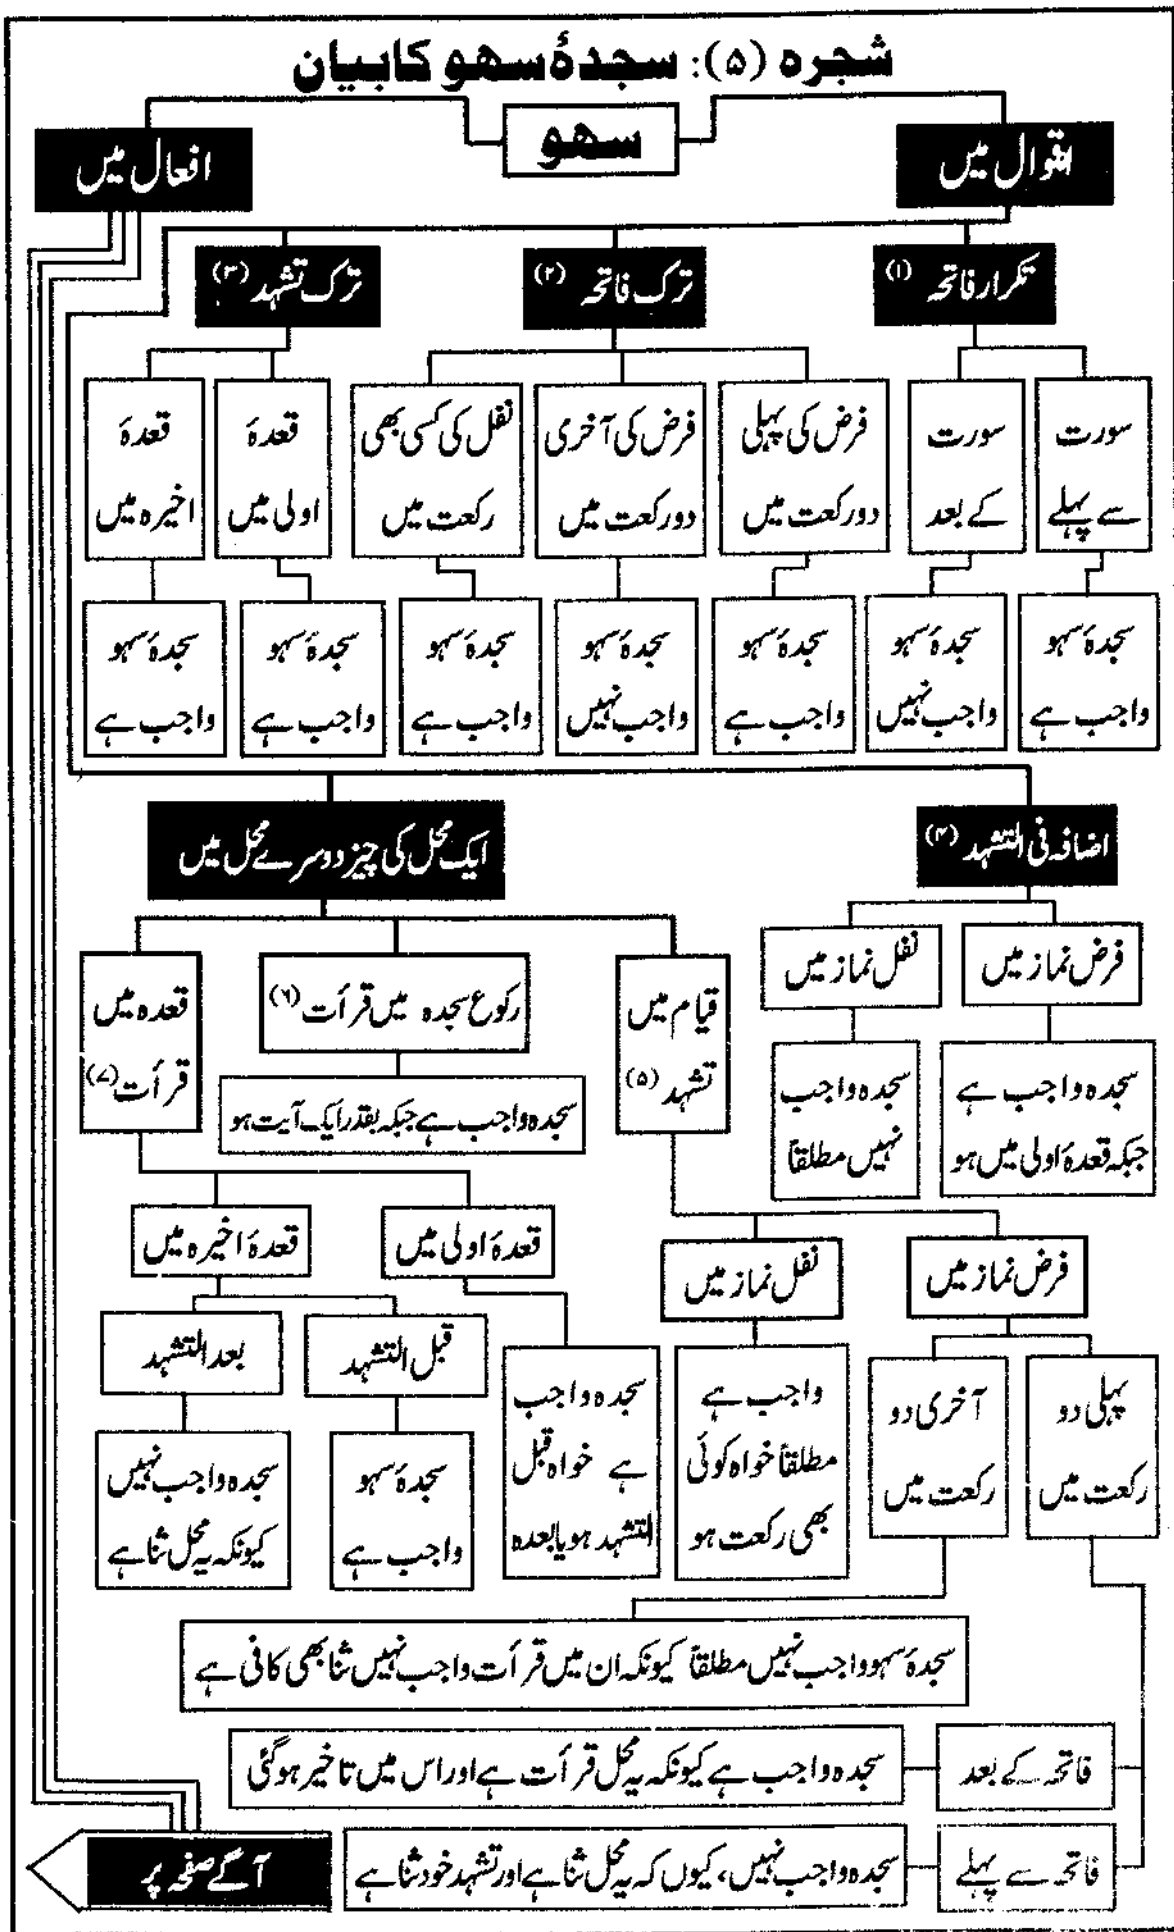 شجرہ (۵): سجدۂ سهو کا بیان
سهو
اقوال میں
افعال میں
تکرار فاتحہ (۱)
ترک فاتحہ (۲)
ترک تشہد (۳)
سورت
سے پہلے
سورت
کے بعد
فرض کی پہلی
دو رکعت میں
فرض کی آخری
دو رکعت میں
نفل کی کسی بھی
رکعت میں
قعدۂ
اولی میں
قعدۂ
اخیرہ میں
سجدۂ سہو
واجب ہے
سجدۂ سہو
واجب نہیں
سجدۂ سہو
واجب ہے
سجدۂ سہو
واجب نہیں
سجدۂ سہو
واجب ہے
سجدۂ سہو
واجب ہے
سجدۂ سہو
واجب ہے
اضافہ فی التشہد (۴)
ایک محل کی چیز دوسرے محل میں
فرض نماز میں
نفل نماز میں
سجدہ واجب ہے
جبکہ قعدۂ اولی میں ہو
سجدہ واجب
نہیں مطلقاً
قیام میں
تشہد (۵)
رکوع سجدہ میں قرأت (۶)
سجدہ واجب ہے جبکہ بقدر ایک آیت ہو
قعدہ میں
قرأت (۷)
فرض نماز میں
نفل نماز میں
قعدۂ اولی میں
قعدۂ اخیرہ میں
پہلی دو
رکعت میں
آخری دو
رکعت میں
واجب ہے
مطلقاً خواہ کوئی
بھی رکعت ہو
سجدہ واجب
ہے خواہ قبل
التشہد ہو یا بعدہ
قبل التشہد
بعد التشہد
سجدۂ سہو
واجب ہے
سجدہ واجب نہیں
کیونکہ یہ محل ثنا ہے
سجدۂ سہو واجب نہیں مطلقاً کیونکہ ان میں قرأت واجب نہیں ثنا بھی کافی ہے
فاتحہ کے بعد
سجدہ واجب ہے کیونکہ یہ محل قرأت ہے اور اس میں تاخیر ہوگئی
فاتحہ سے پہلے
سجدہ واجب نہیں، کیوں کہ یہ محل ثنا ہے اور تشہد خود ثنا ہے
آگے صفحہ پر